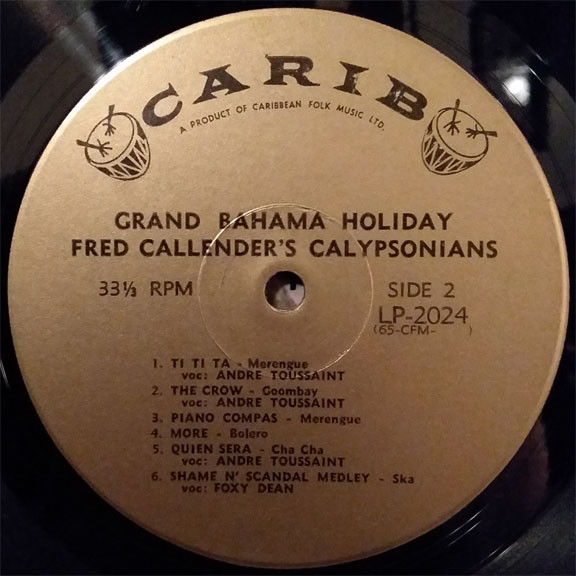 CARIB
A PRODUCT OF CARIBBEAN FOLK MUSIC LTD.
GRAND BAHAMA HOLIDAY
FRED CALLENDER'S CALYPSONIANS
33⅓ RPM
SIDE 2
LP-2024
(65-CFM- )
1. TI TI TA - Merengue
voc: ANDRE TOUSSAINT
2. THE CROW - Goombay
voc: ANDRE TOUSSAINT
3. PIANO COMPAS - Merengue
4. MORE - Bolero
5. QUIEN SERA - Cha Cha
voc: ANDRE TOUSSAINT
6. SHAME N' SCANDAL MEDLEY - Ska
voc: FOXY DEAN